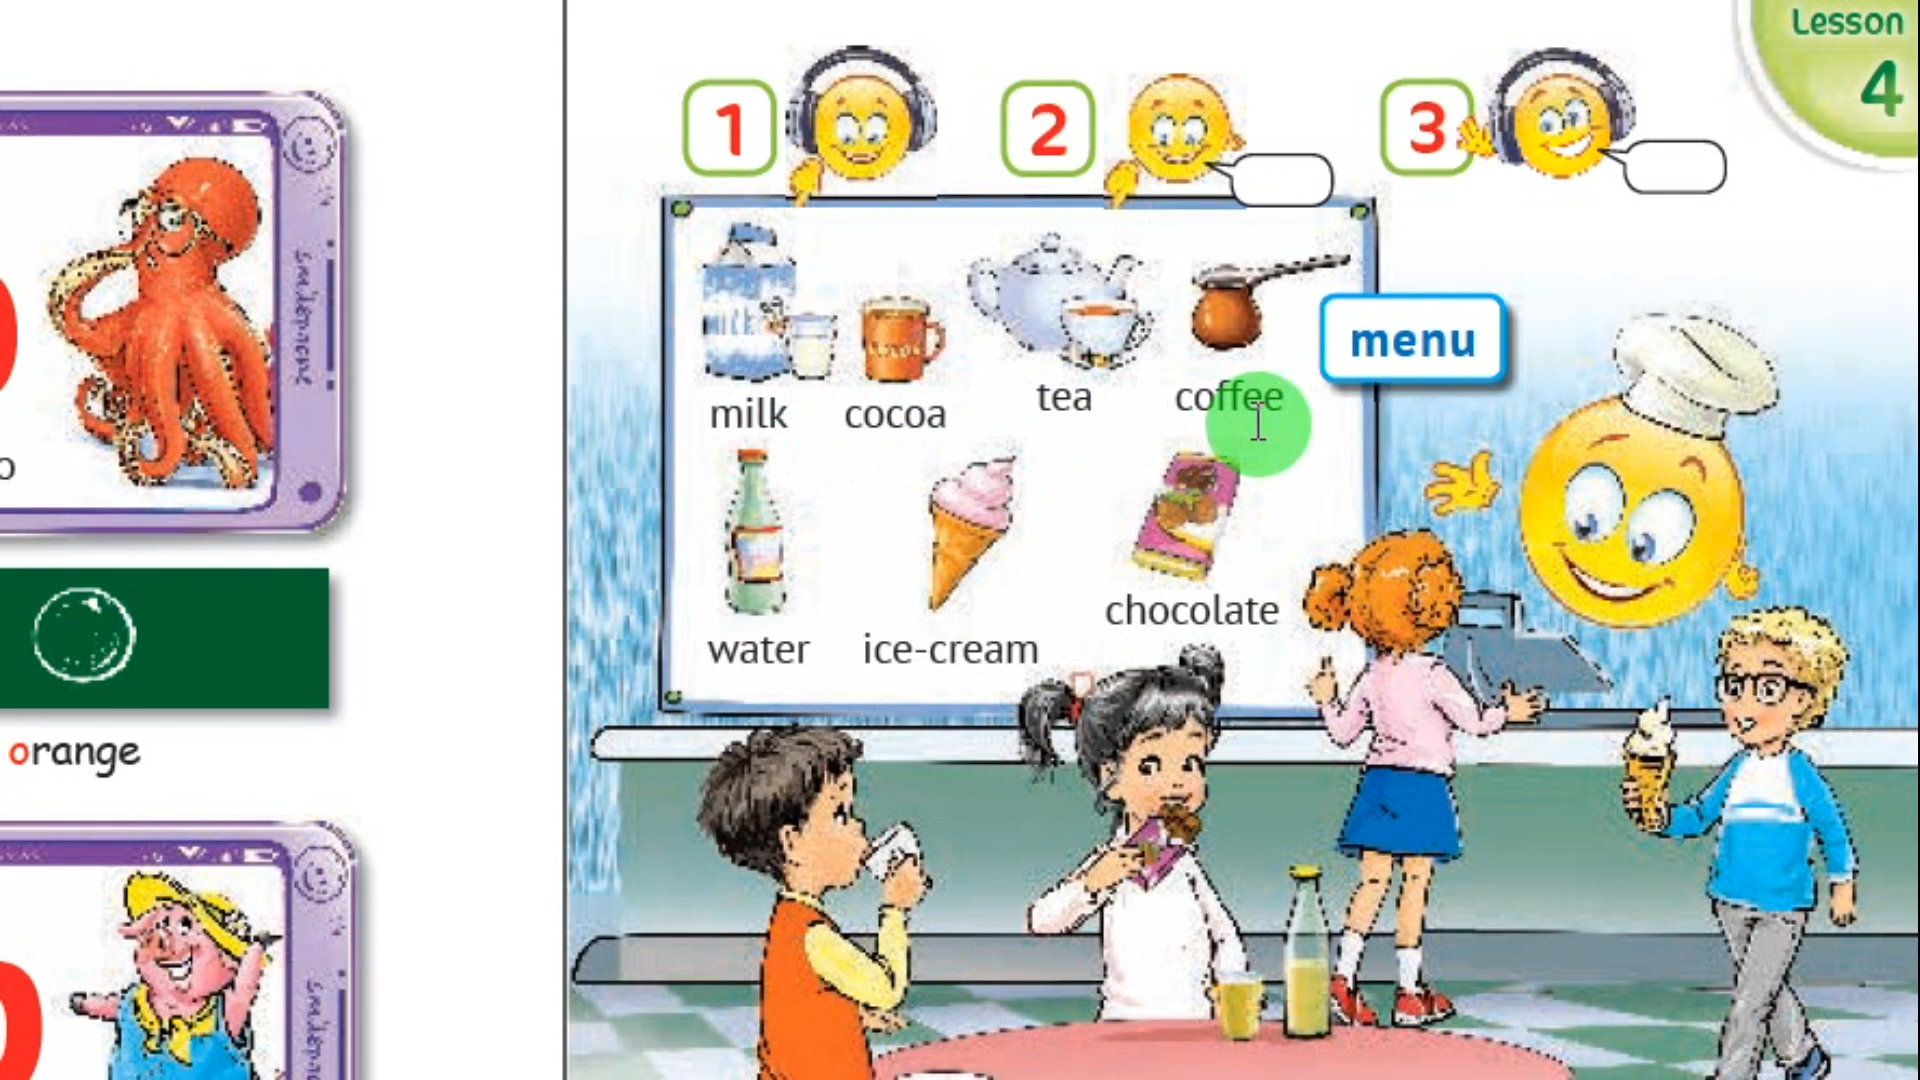 Lesson
4
1
2
3
menu
milk
cocoa
tea
coffee
water
ice-cream
chocolate
orange